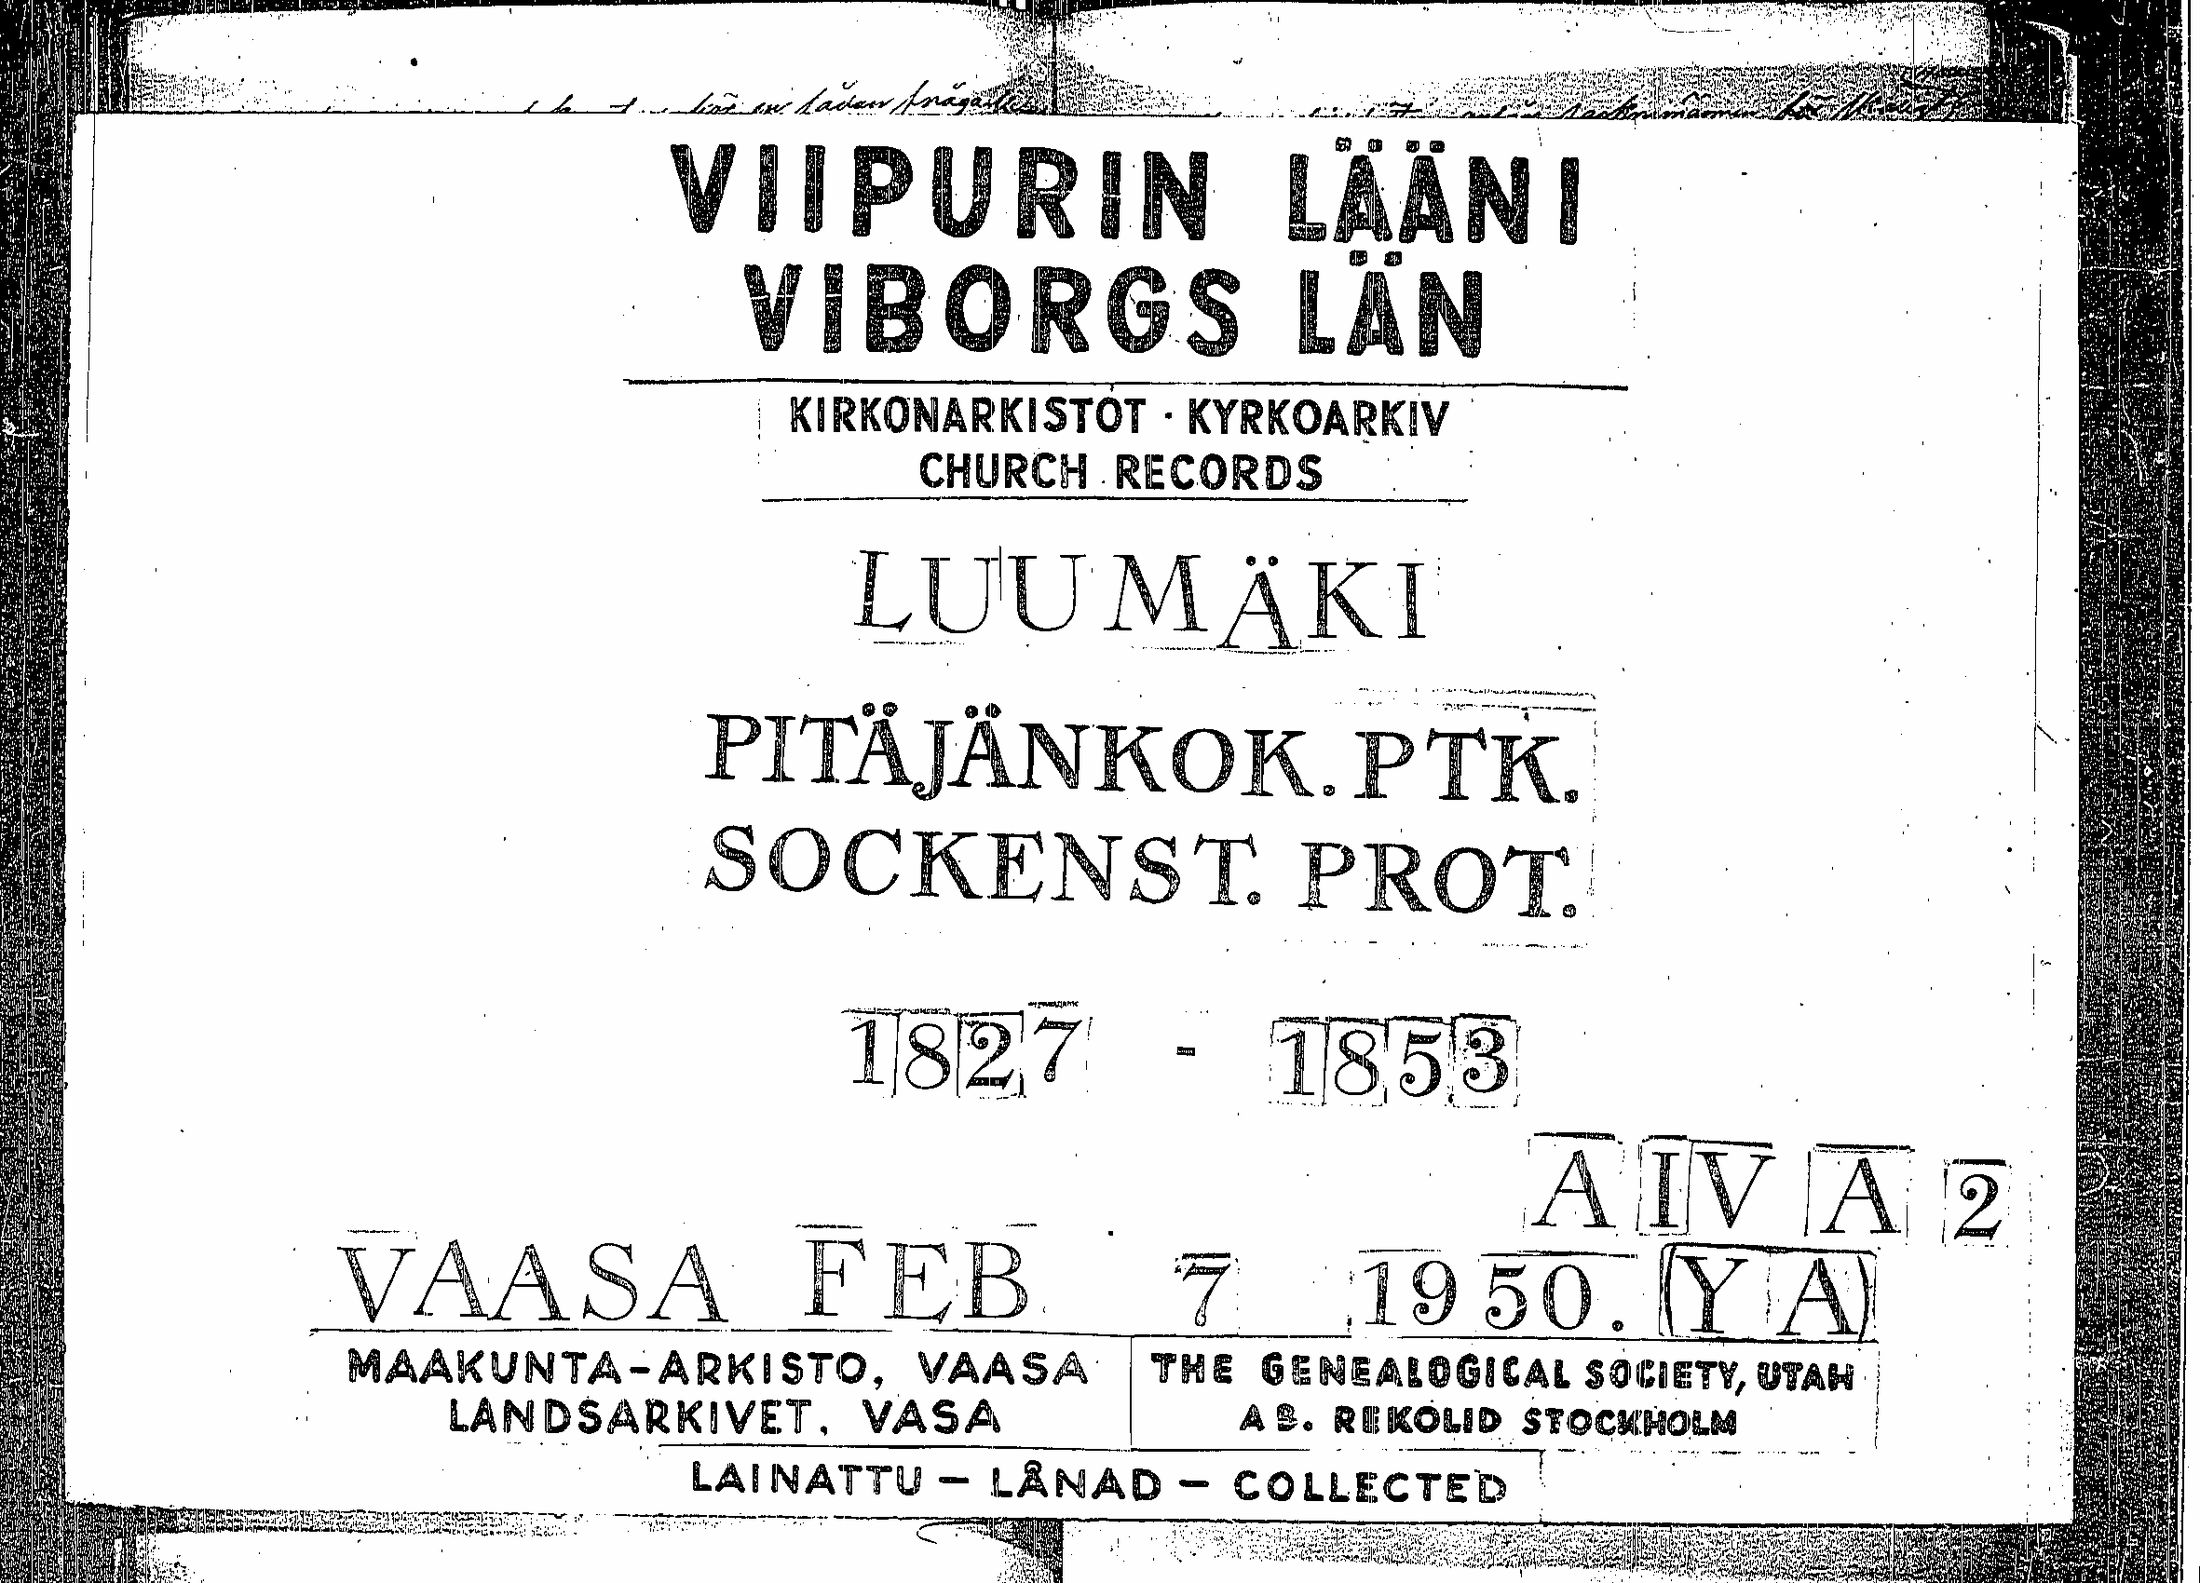 VIIPURIN LÄÄNI
VIBORGS LÄN
KIRKONARKISTOT · KYRKOARKIV
CHURCH RECORDS
LUUMÄKI
PITÄJÄNKOK. PTK.
SOCKENST. PROT.
1827 - 1853
A IV A 2
VAASA FEB 7 1950. (YA)
MAAKUNTA-ARKISTO, VAASA
LANDSARKIVET, VASA
THE GENEALOGICAL SOCIETY, UTAH
AB. REKOLID STOCKHOLM
LAINATTU – LÅNAD – COLLECTED